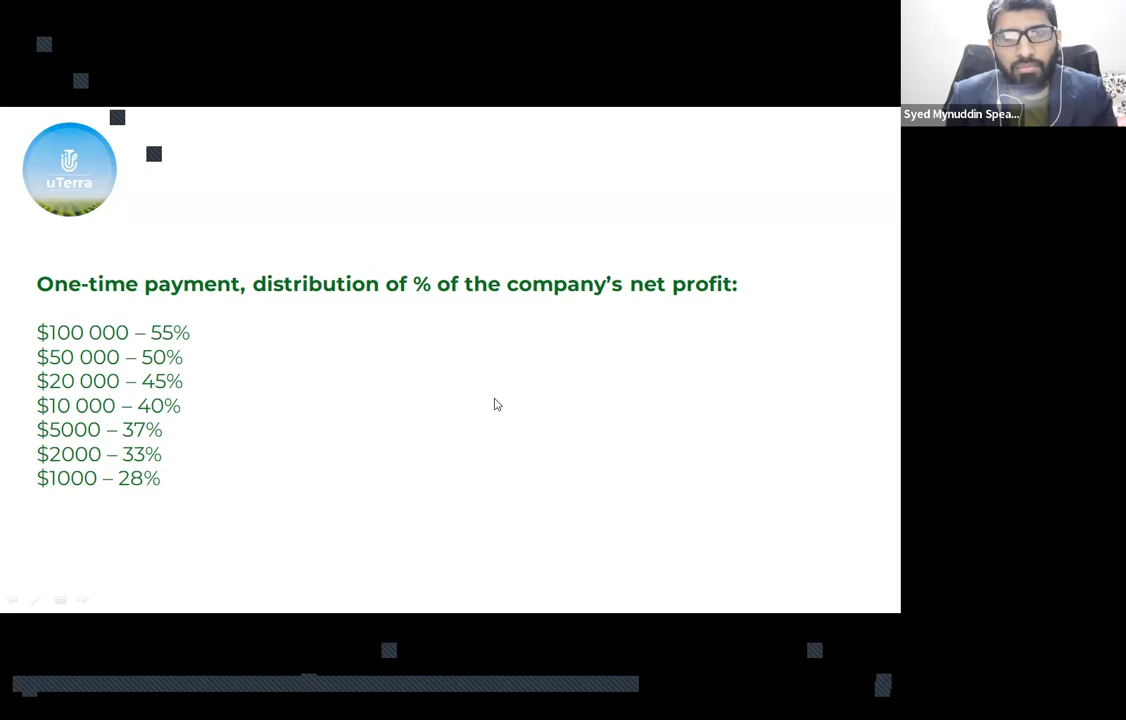 Syed Mynuddin Spea...
uTerra
One-time payment, distribution of % of the company’s net profit:
$100 000 – 55%
$50 000 – 50%
$20 000 – 45%
$10 000 – 40%
$5000 – 37%
$2000 – 33%
$1000 – 28%